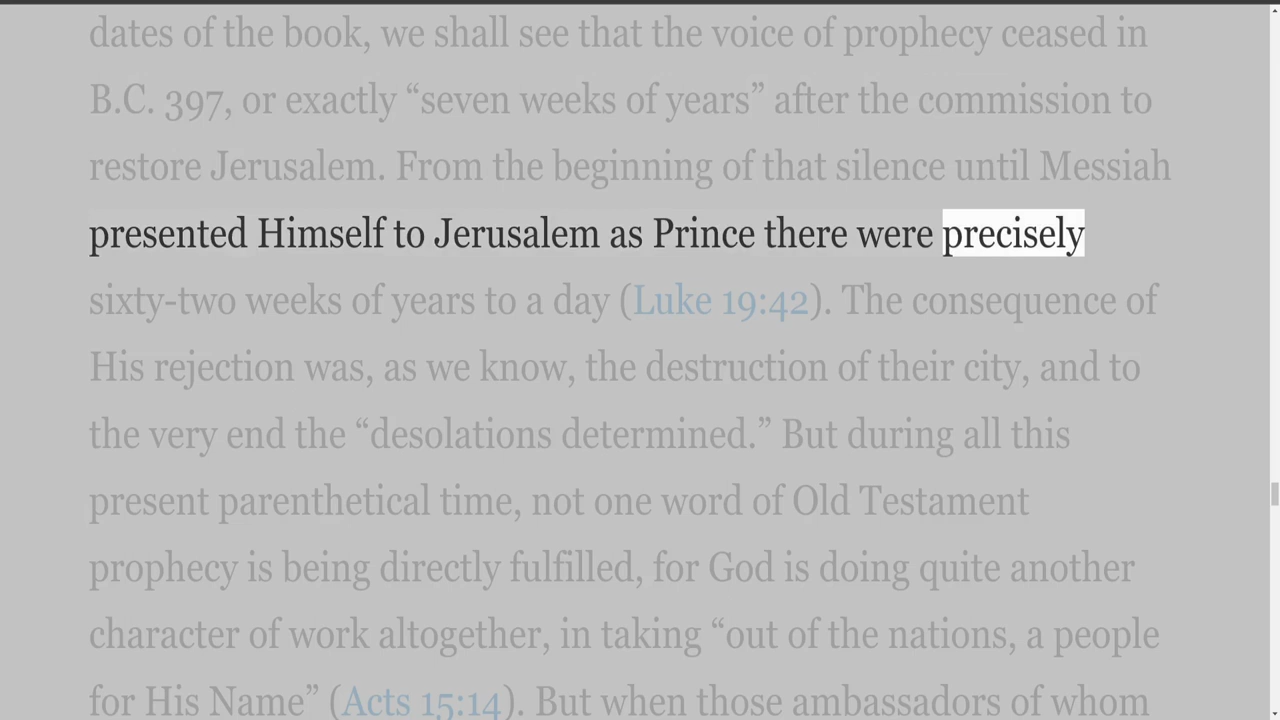 dates of the book, we shall see that the voice of prophecy ceased in
B.C. 397, or exactly “seven weeks of years” after the commission to
restore Jerusalem. From the beginning of that silence until Messiah
presented Himself to Jerusalem as Prince there were precisely
sixty-two weeks of years to a day (Luke 19:42). The consequence of
His rejection was, as we know, the destruction of their city, and to
the very end the “desolations determined.” But during all this
present parenthetical time, not one word of Old Testament
prophecy is being directly fulfilled, for God is doing quite another
character of work altogether, in taking “out of the nations, a people
for His Name” (Acts 15:14). But when those ambassadors of whom